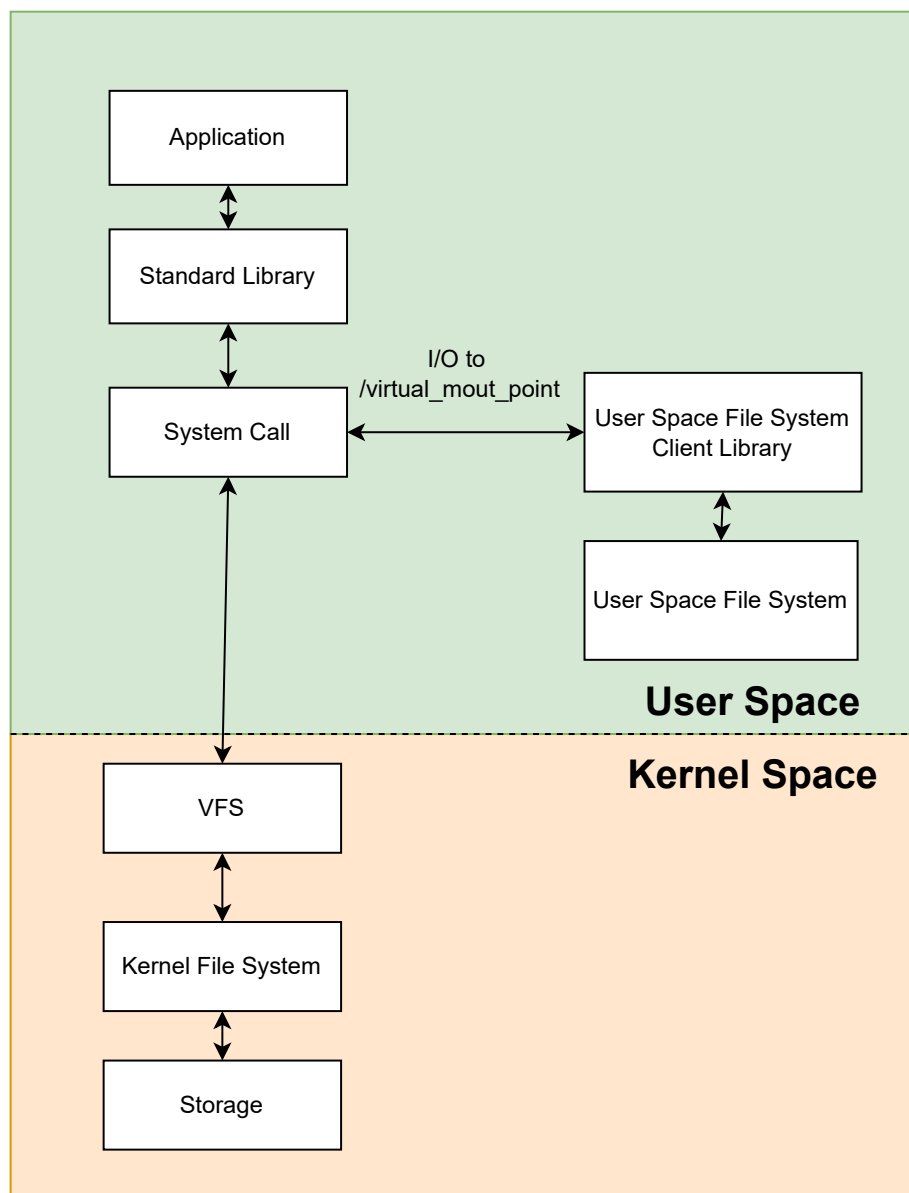 Application
Standard Library
I/O to
/virtual_mout_point
System Call
User Space File System
Client Library
User Space File System
User Space
Kernel Space
VFS
Kernel File System
Storage